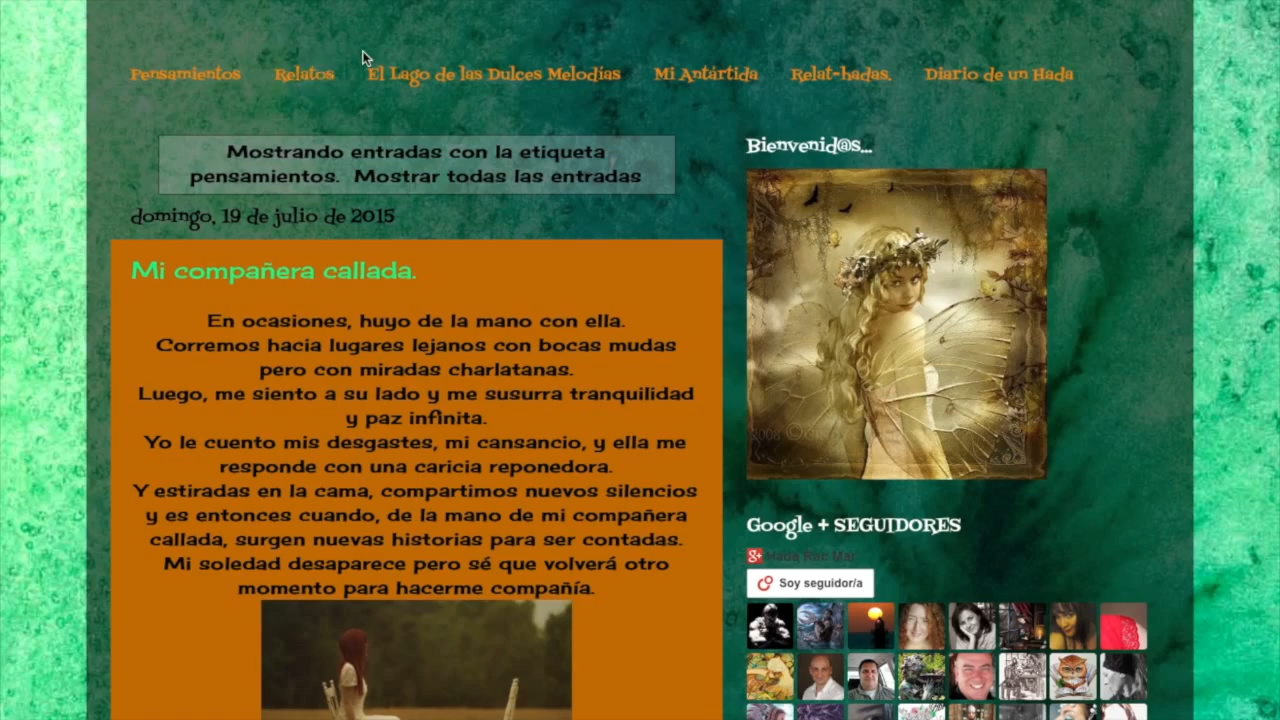 Pensamientos Relatos El Lago de las Dulces Melodías Mi Antártida Relat-hadas. Diario de un Hada
Mostrando entradas con la etiqueta
pensamientos. Mostrar todas las entradas
domingo, 19 de julio de 2015
Mi compañera callada.
En ocasiones, huyo de la mano con ella.
Corremos hacia lugares lejanos con bocas mudas
pero con miradas charlatanas.
Luego, me siento a su lado y me susurra tranquilidad
y paz infinita.
Yo le cuento mis desgastes, mi cansancio, y ella me
responde con una caricia reponedora.
Y estiradas en la cama, compartimos nuevos silencios
y es entonces cuando, de la mano de mi compañera
callada, surgen nuevas historias para ser contadas.
Mi soledad desaparece pero sé que volverá otro
momento para hacerme compañía.
Bienvenid@s...
2008 ©
Google + SEGUIDORES
g+ Hada Rac Mar
Soy seguidor/a